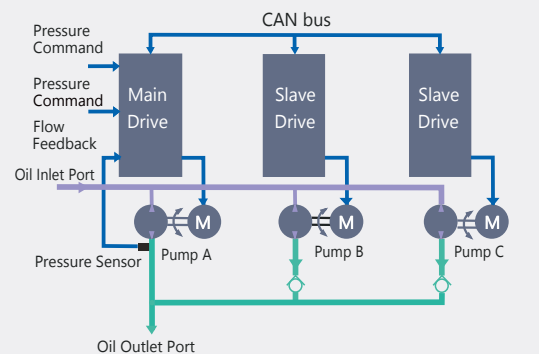 CAN bus
Pressure
Command
Pressure
Command
Flow
Feedback
Main
Drive
Slave
Drive
Slave
Drive
Oil Inlet Port
M
M
M
Pump A
Pump B
Pump C
Pressure Sensor
Oil Outlet Port